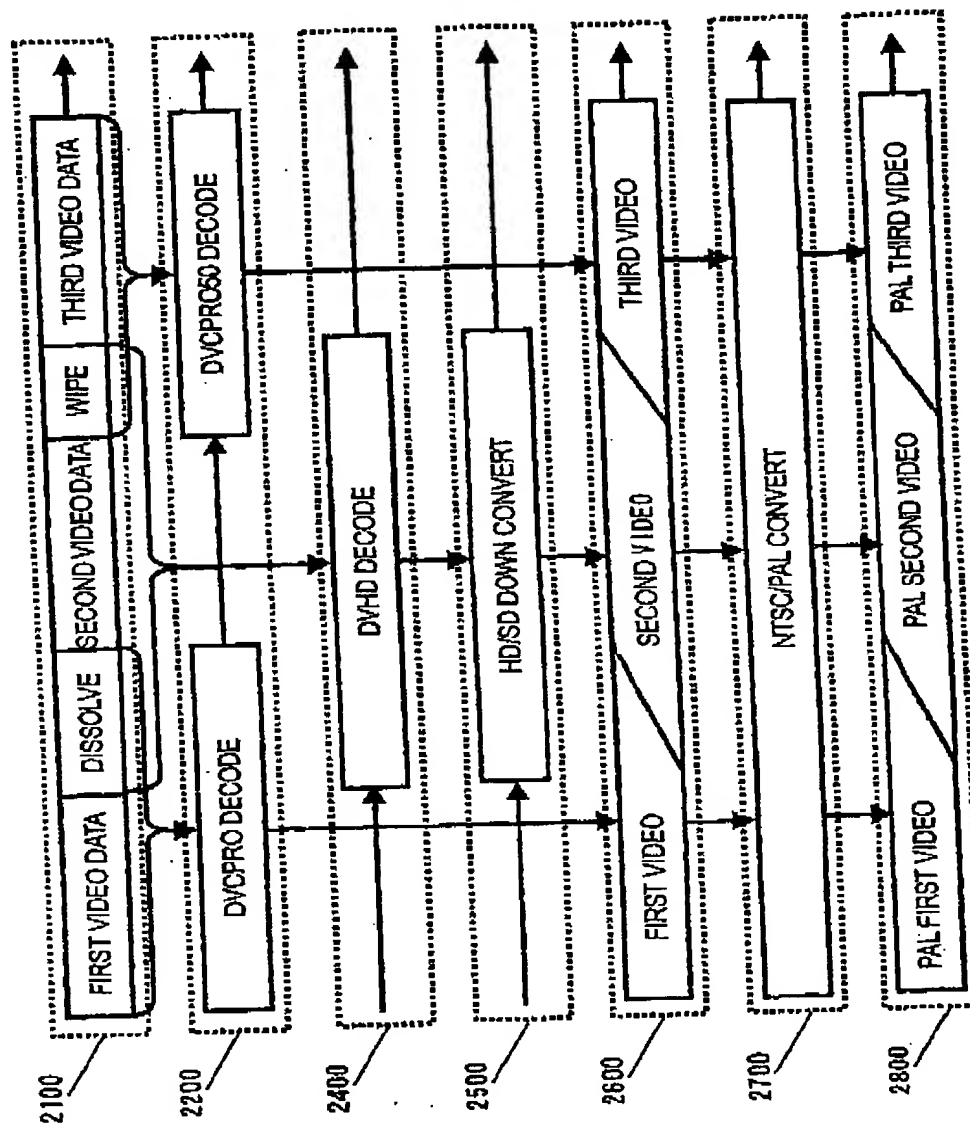 2100
FIRST VIDEO DATA
DISSOLVE
SECOND VIDEO DATA
WIPE
THIRD VIDEO DATA
2200
DVCPRO DECODE
DVCPRO50 DECODE
2400
DVHD DECODE
2500
HD/SD DOWN CONVERT
2600
FIRST VIDEO
SECOND VIDEO
THIRD VIDEO
2700
NTSC/PAL CONVERT
2800
PAL FIRST VIDEO
PAL SECOND VIDEO
PAL THIRD VIDEO